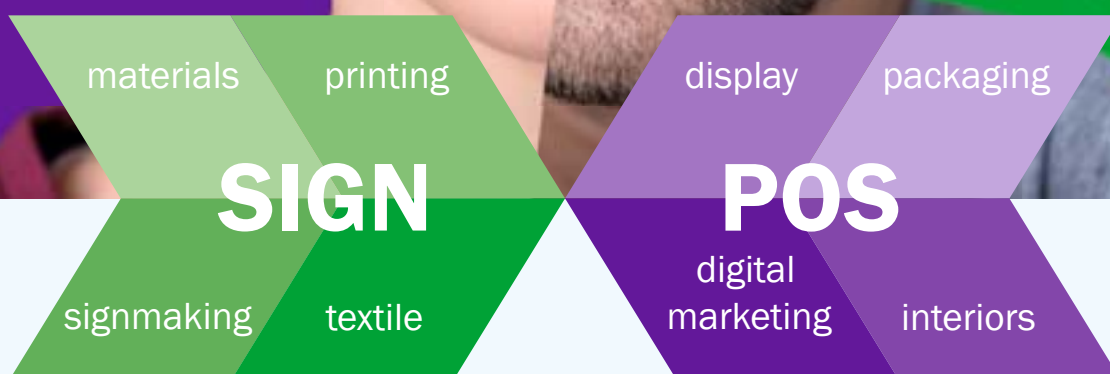 materials
printing
display
packaging
SIGN
POS
signmaking
textile
digital
marketing
interiors